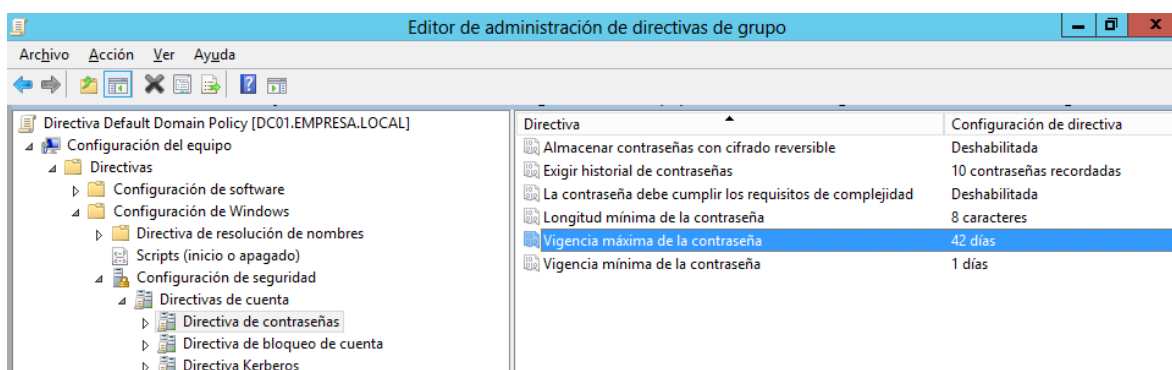 Editor de administración de directivas de grupo
Archivo Acción Ver Ayuda
Directiva Default Domain Policy [DC01.EMPRESA.LOCAL]
Configuración del equipo
Directivas
Configuración de software
Configuración de Windows
Directiva de resolución de nombres
Scripts (inicio o apagado)
Configuración de seguridad
Directivas de cuenta
Directiva de contraseñas
Directiva de bloqueo de cuenta
Directiva Kerberos
Directiva Configuración de directiva
Almacenar contraseñas con cifrado reversible Deshabilitada
Exigir historial de contraseñas 10 contraseñas recordadas
La contraseña debe cumplir los requisitos de complejidad Deshabilitada
Longitud mínima de la contraseña 8 caracteres
Vigencia máxima de la contraseña 42 días
Vigencia mínima de la contraseña 1 días